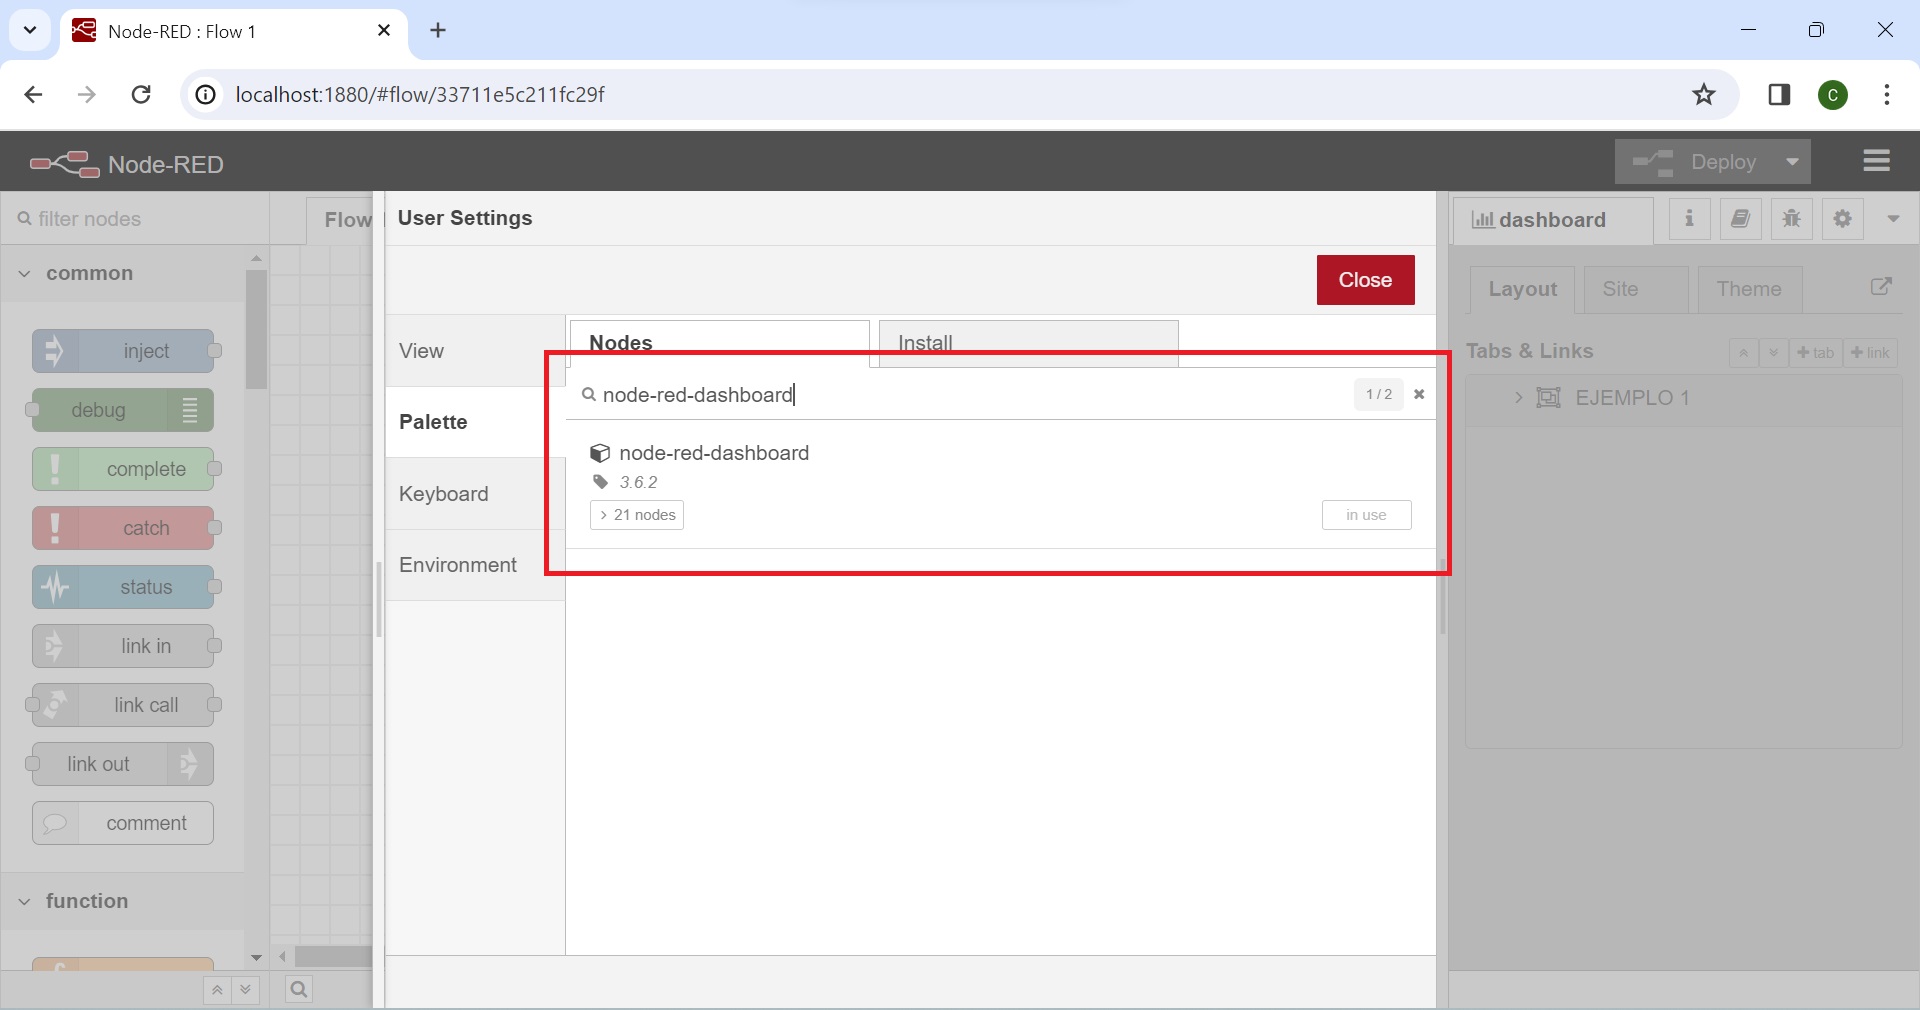 Node-RED : Flow 1
localhost:1880/#flow/33711e5c211fc29f
C
Node-RED
Deploy
filter nodes
Flow
User Settings
dashboard
common
Close
Layout
Site
Theme
View
Nodes
Install
Tabs & Links
tab
link
inject
node-red-dashboard
1 / 2
EJEMPLO 1
debug
Palette
node-red-dashboard
3.6.2
complete
Keyboard
21 nodes
in use
catch
Environment
status
link in
link call
link out
comment
function